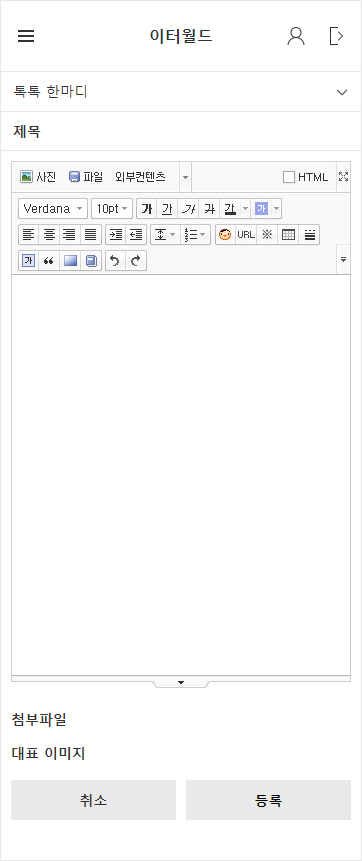 이터월드
톡톡 한마디
제목
사진 파일 외부컨텐츠 HTML
Verdana 10pt 가 가 가 가 가 가
URL ※
가 “
첨부파일
대표 이미지
취소 등록